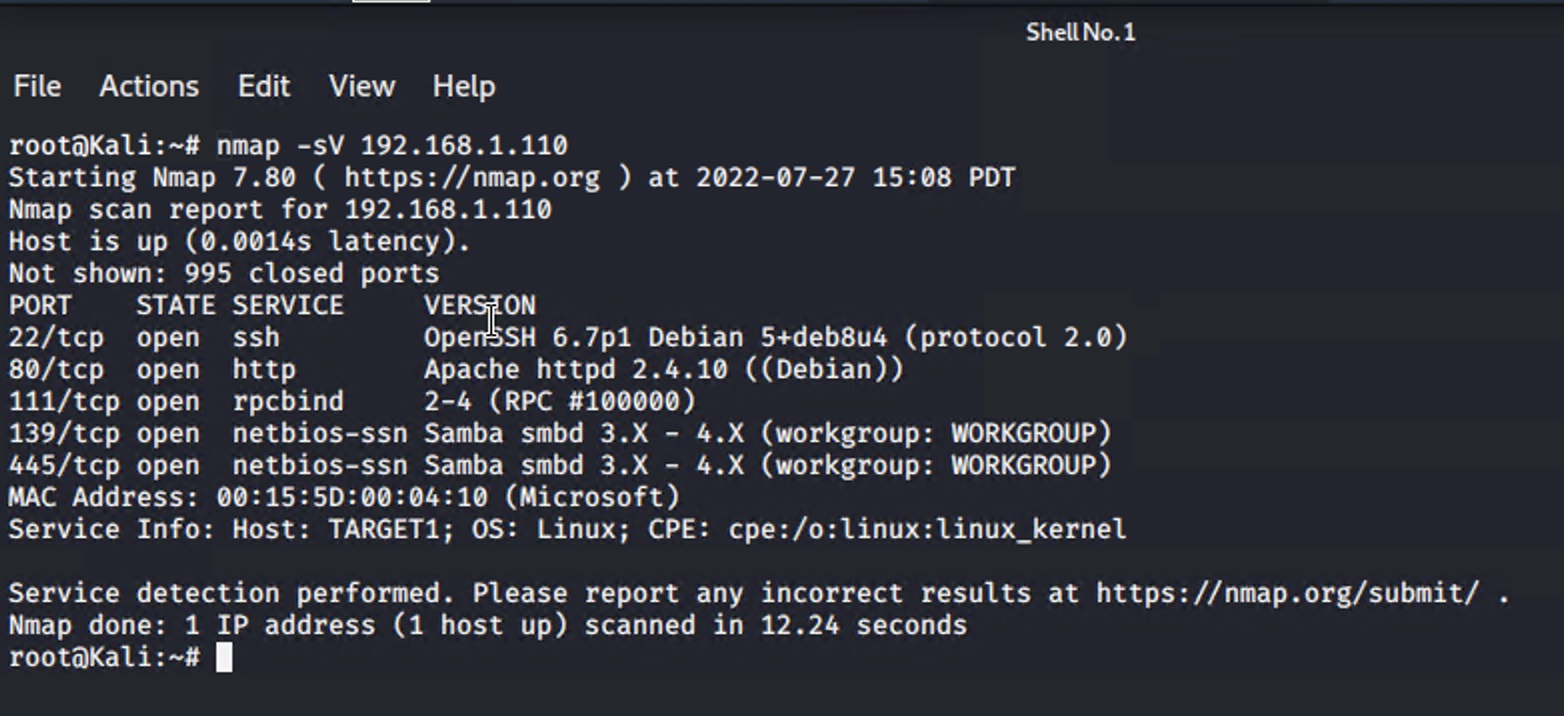 Shell No.1
File Actions Edit View Help
root@Kali:~# nmap -sV 192.168.1.110
Starting Nmap 7.80 ( https://nmap.org ) at 2022-07-27 15:08 PDT
Nmap scan report for 192.168.1.110
Host is up (0.0014s latency).
Not shown: 995 closed ports
PORT    STATE SERVICE     VERSION
22/tcp  open  ssh         OpenSSH 6.7p1 Debian 5+deb8u4 (protocol 2.0)
80/tcp  open  http        Apache httpd 2.4.10 ((Debian))
111/tcp open  rpcbind     2-4 (RPC #100000)
139/tcp open  netbios-ssn Samba smbd 3.X - 4.X (workgroup: WORKGROUP)
445/tcp open  netbios-ssn Samba smbd 3.X - 4.X (workgroup: WORKGROUP)
MAC Address: 00:15:5D:00:04:10 (Microsoft)
Service Info: Host: TARGET1; OS: Linux; CPE: cpe:/o:linux:linux_kernel
Service detection performed. Please report any incorrect results at https://nmap.org/submit/ .
Nmap done: 1 IP address (1 host up) scanned in 12.24 seconds
root@Kali:~#